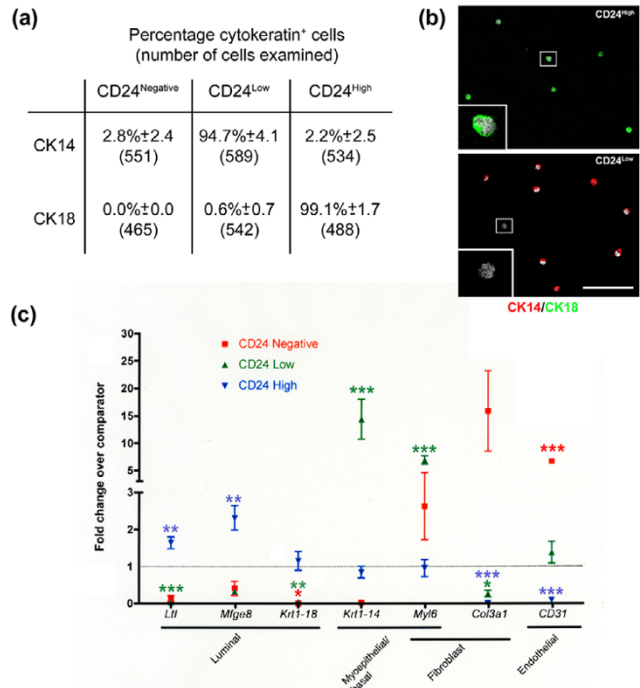 (a)
Percentage cytokeratin⁺ cells
(number of cells examined)
CD24^Negative CD24^Low CD24^High
CK14 2.8%±2.4 94.7%±4.1 2.2%±2.5
(551) (589) (534)
CK18 0.0%±0.0 0.6%±0.7 99.1%±1.7
(465) (542) (488)
(b)
CD24^High
CD24^Low
CK14/CK18
(c)
Fold change over comparator
30
25
20
15
10
5
3
2
1
0
CD24 Negative
CD24 Low
CD24 High
***
***
***
**
**
***
**
*
***
*
***
Ltf Mfge8 Krt1-18 Krt1-14 Myl6 Col3a1 CD31
Luminal
Myoepithelial/
Fibroblast
Endothelial